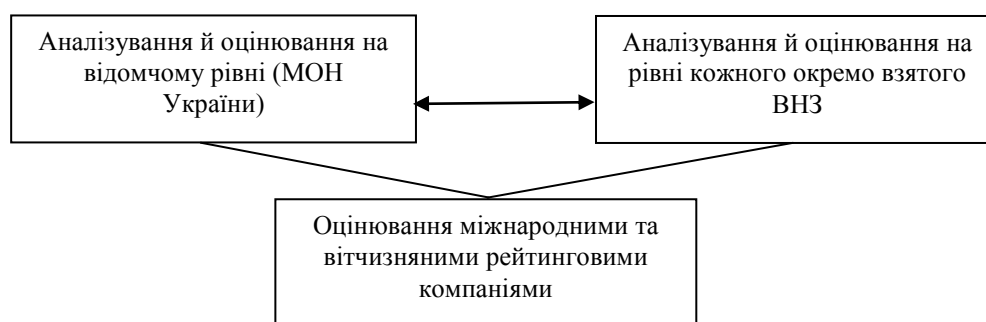 Аналізування й оцінювання на
відомчому рівні (МОН
України)
Аналізування й оцінювання на
рівні кожного окремо взятого
ВНЗ
Оцінювання міжнародними та
вітчизняними рейтинговими
компаніями